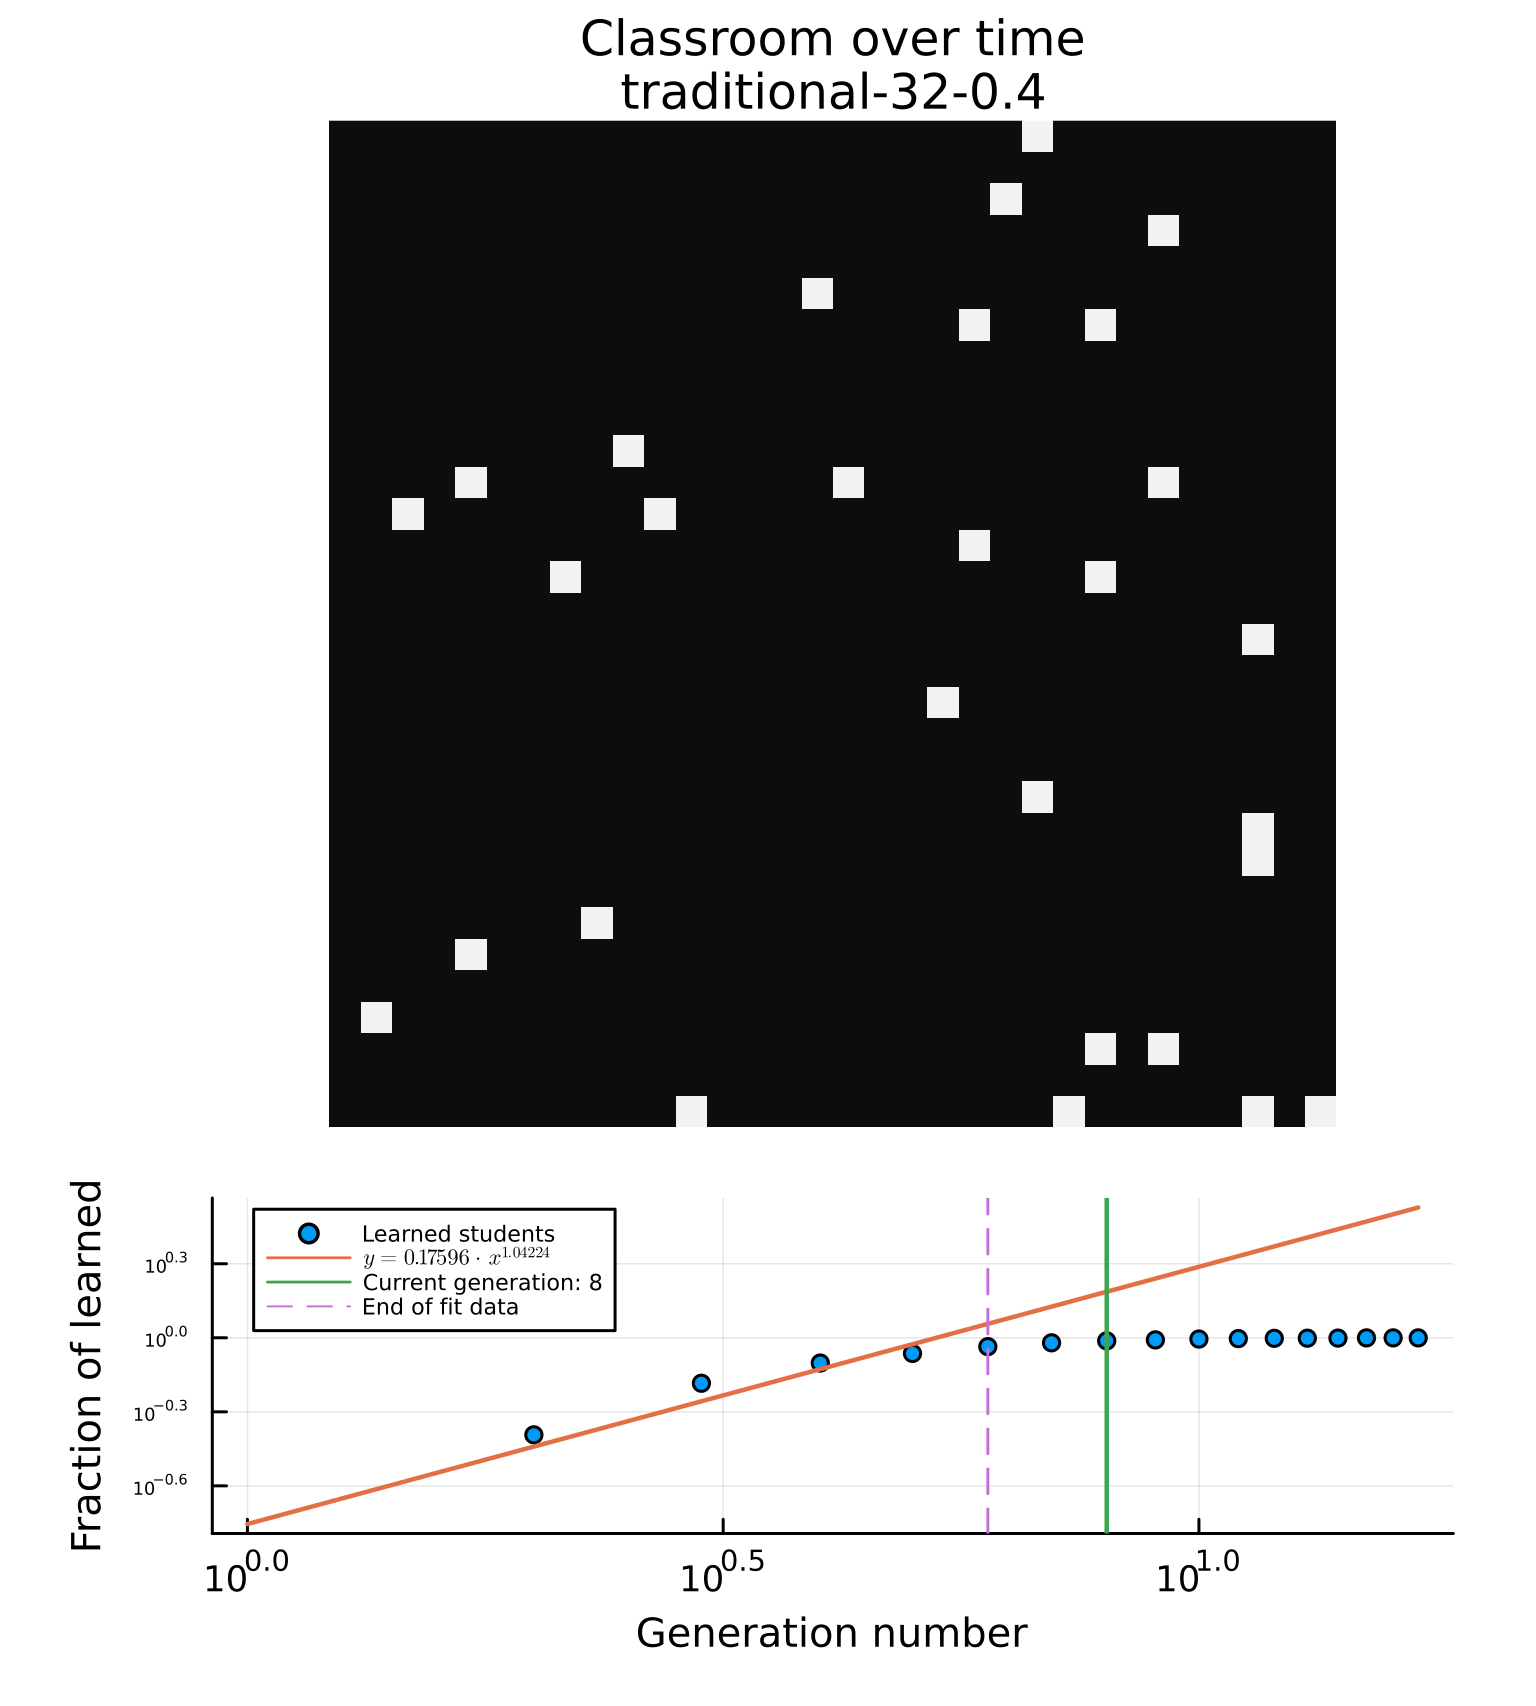 Classroom over time
traditional-32-0.4
Fraction of learned
Learned students
y = 0.17596 · x^1.04224
Current generation: 8
End of fit data
10^0.3
10^0.0
10^−0.3
10^−0.6
10^0.0 10^0.5 10^1.0
Generation number